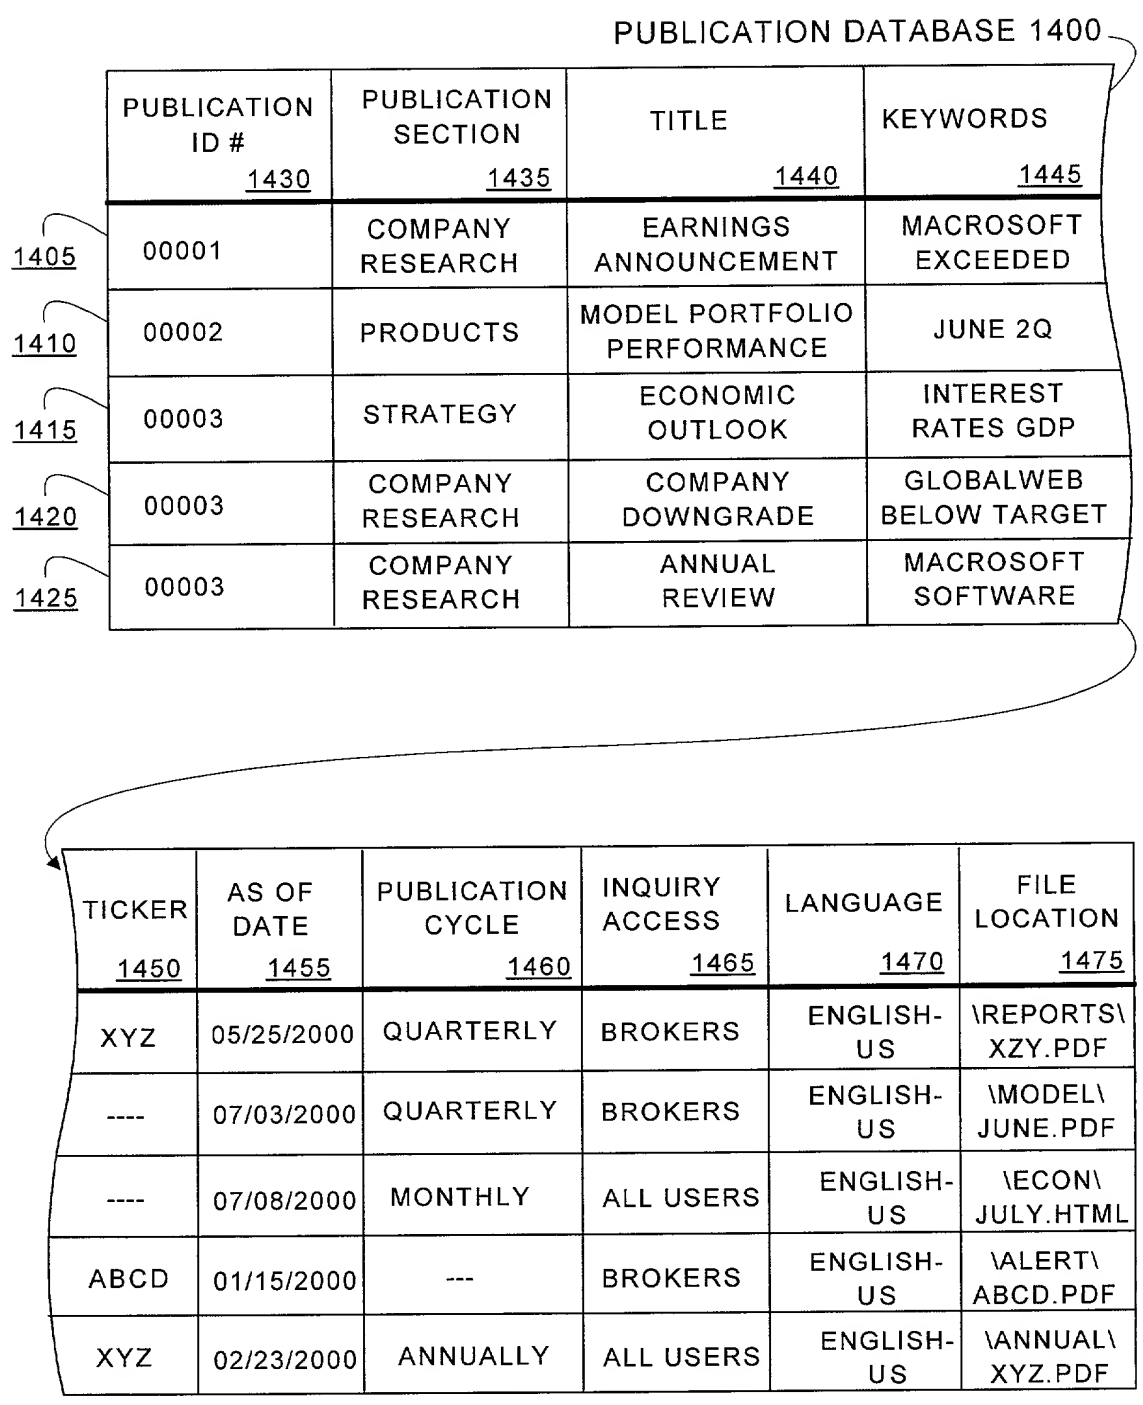 PUBLICATION DATABASE 1400
PUBLICATION ID # 1430
PUBLICATION SECTION 1435
TITLE 1440
KEYWORDS 1445
1405
00001
COMPANY RESEARCH
EARNINGS ANNOUNCEMENT
MACROSOFT EXCEEDED
1410
00002
PRODUCTS
MODEL PORTFOLIO PERFORMANCE
JUNE 2Q
1415
00003
STRATEGY
ECONOMIC OUTLOOK
INTEREST RATES GDP
1420
00003
COMPANY RESEARCH
COMPANY DOWNGRADE
GLOBALWEB BELOW TARGET
1425
00003
COMPANY RESEARCH
ANNUAL REVIEW
MACROSOFT SOFTWARE
TICKER 1450
AS OF DATE 1455
PUBLICATION CYCLE 1460
INQUIRY ACCESS 1465
LANGUAGE 1470
FILE LOCATION 1475
XYZ
05/25/2000
QUARTERLY
BROKERS
ENGLISH-US
\REPORTS\XZY.PDF
----
07/03/2000
QUARTERLY
BROKERS
ENGLISH-US
\MODEL\JUNE.PDF
----
07/08/2000
MONTHLY
ALL USERS
ENGLISH-US
\ECON\JULY.HTML
ABCD
01/15/2000
---
BROKERS
ENGLISH-US
\ALERT\ABCD.PDF
XYZ
02/23/2000
ANNUALLY
ALL USERS
ENGLISH-US
\ANNUAL\XYZ.PDF